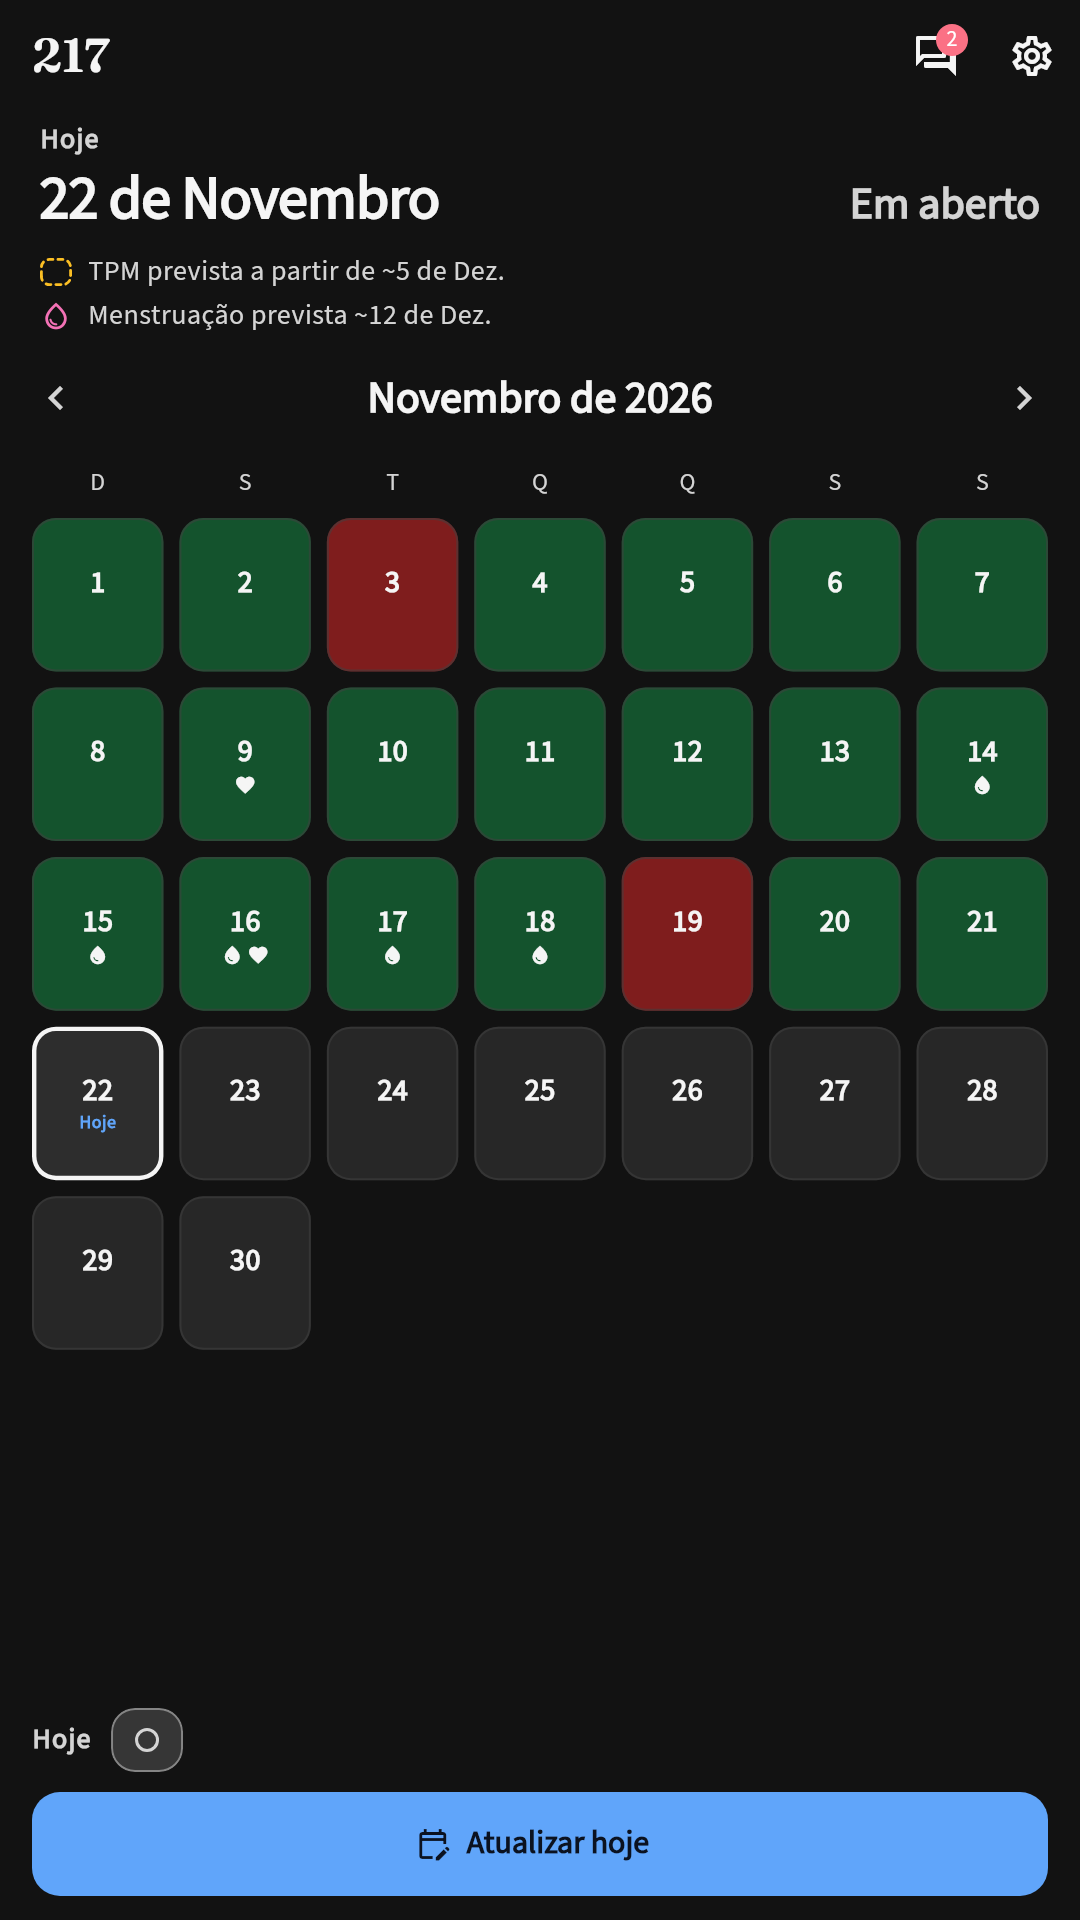 217
2
Hoje
22 de Novembro
Em aberto
TPM prevista a partir de ~5 de Dez.
Menstruação prevista ~12 de Dez.
Novembro de 2026
D S T Q Q S S
1 2 3 4 5 6 7
8 9 10 11 12 13 14
15 16 17 18 19 20 21
22 23 24 25 26 27 28
Hoje
29 30
Hoje
Atualizar hoje